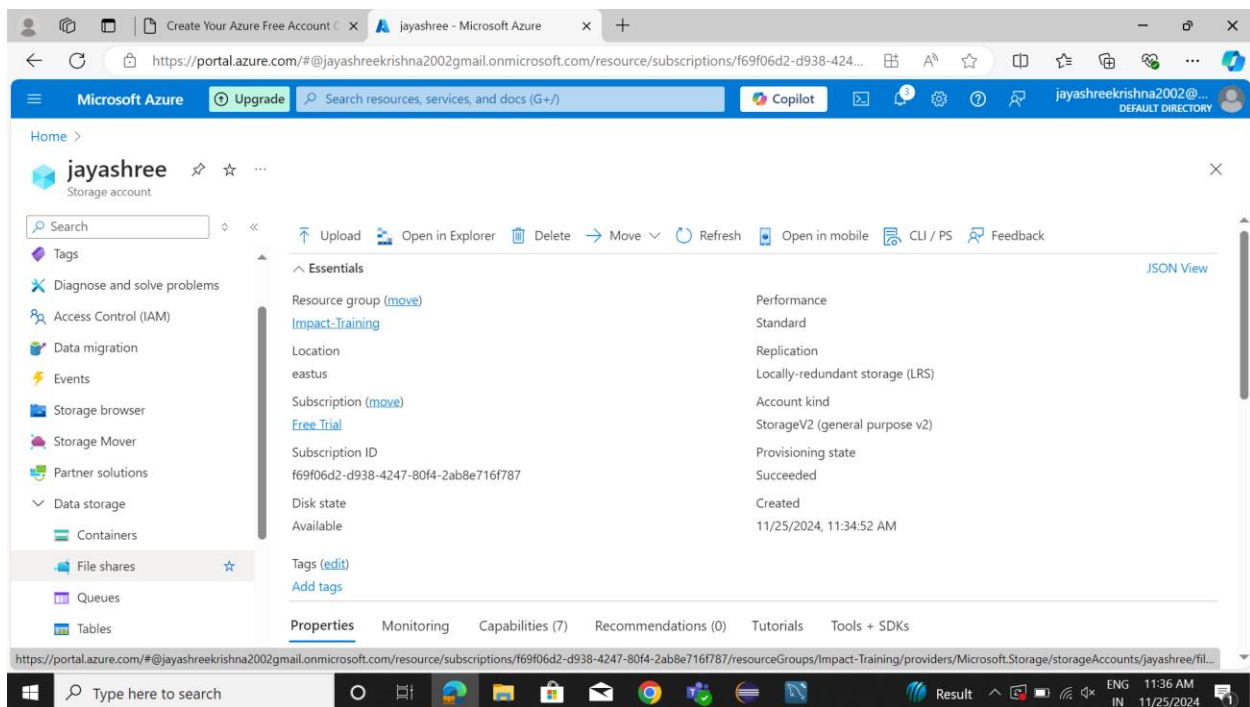 Create Your Azure Free Account
jayashree - Microsoft Azure
https://portal.azure.com/#@jayashreekrishna2002gmail.onmicrosoft.com/resource/subscriptions/f69f06d2-d938-424...
Microsoft Azure
Upgrade
Search resources, services, and docs (G+/)
Copilot
3
jayashreekrishna2002@...
DEFAULT DIRECTORY
Home >
jayashree
Storage account
Search
Upload Open in Explorer Delete Move Refresh Open in mobile CLI / PS Feedback
Tags
Diagnose and solve problems
Access Control (IAM)
Data migration
Events
Storage browser
Storage Mover
Partner solutions
Data storage
Containers
File shares
Queues
Tables
Essentials
JSON View
Resource group (move)
Impact-Training
Location
eastus
Subscription (move)
Free Trial
Subscription ID
f69f06d2-d938-4247-80f4-2ab8e716f787
Disk state
Available
Performance
Standard
Replication
Locally-redundant storage (LRS)
Account kind
StorageV2 (general purpose v2)
Provisioning state
Succeeded
Created
11/25/2024, 11:34:52 AM
Tags (edit)
Add tags
Properties Monitoring Capabilities (7) Recommendations (0) Tutorials Tools + SDKs
https://portal.azure.com/#@jayashreekrishna2002gmail.onmicrosoft.com/resource/subscriptions/f69f06d2-d938-4247-80f4-2ab8e716f787/resourceGroups/Impact-Training/providers/Microsoft.Storage/storageAccounts/jayashree/fil...
Type here to search
Result
ENG
IN
11:36 AM
11/25/2024
1